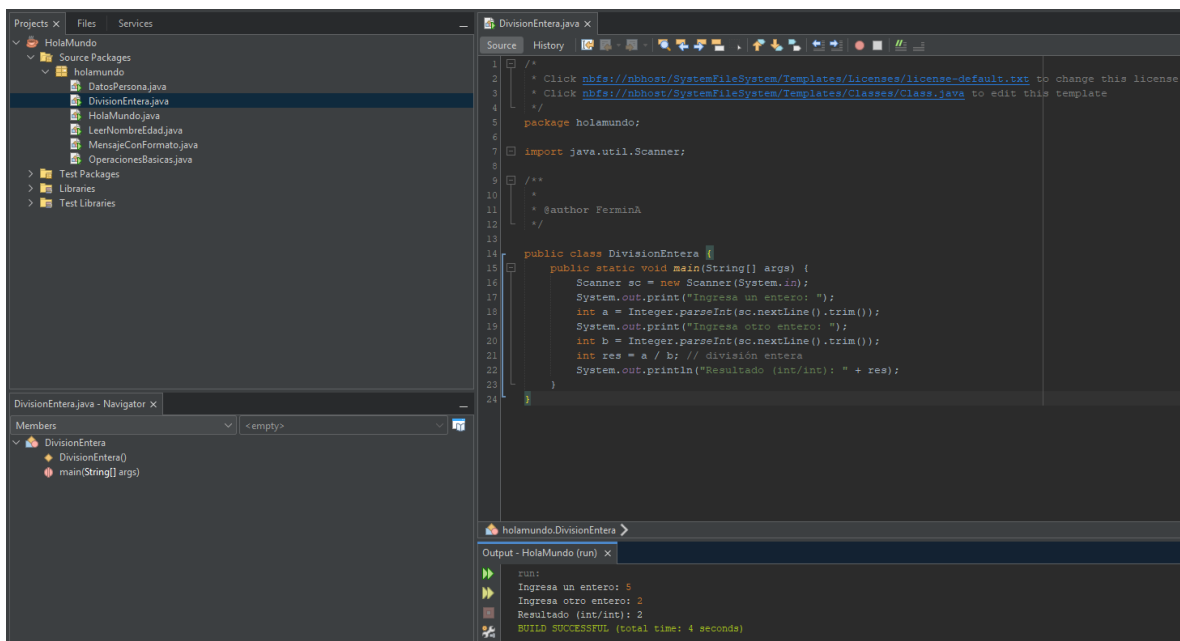 Projects × Files Services
HolaMundo
Source Packages
holamundo
DatosPersona.java
DivisionEntera.java
HolaMundo.java
LeerNombreEdad.java
MensajeConFormato.java
OperacionesBasicas.java
Test Packages
Libraries
Test Libraries
DivisionEntera.java - Navigator ×
Members <empty>
DivisionEntera
DivisionEntera()
main(String[] args)
DivisionEntera.java ×
Source History
1 /*
2 * Click nbfs://nbhost/SystemFileSystem/Templates/Licenses/license-default.txt to change this license
3 * Click nbfs://nbhost/SystemFileSystem/Templates/Classes/Class.java to edit this template
4 */
5 package holamundo;
6
7 import java.util.Scanner;
8
9 /**
10 *
11 * @author FerminA
12 */
13
14 public class DivisionEntera {
15 public static void main(String[] args) {
16 Scanner sc = new Scanner(System.in);
17 System.out.print("Ingresa un entero: ");
18 int a = Integer.parseInt(sc.nextLine().trim());
19 System.out.print("Ingresa otro entero: ");
20 int b = Integer.parseInt(sc.nextLine().trim());
21 int res = a / b; // división entera
22 System.out.println("Resultado (int/int): " + res);
23 }
24 }
holamundo.DivisionEntera
Output - HolaMundo (run) ×
run:
Ingresa un entero: 5
Ingresa otro entero: 2
Resultado (int/int): 2
BUILD SUCCESSFUL (total time: 4 seconds)